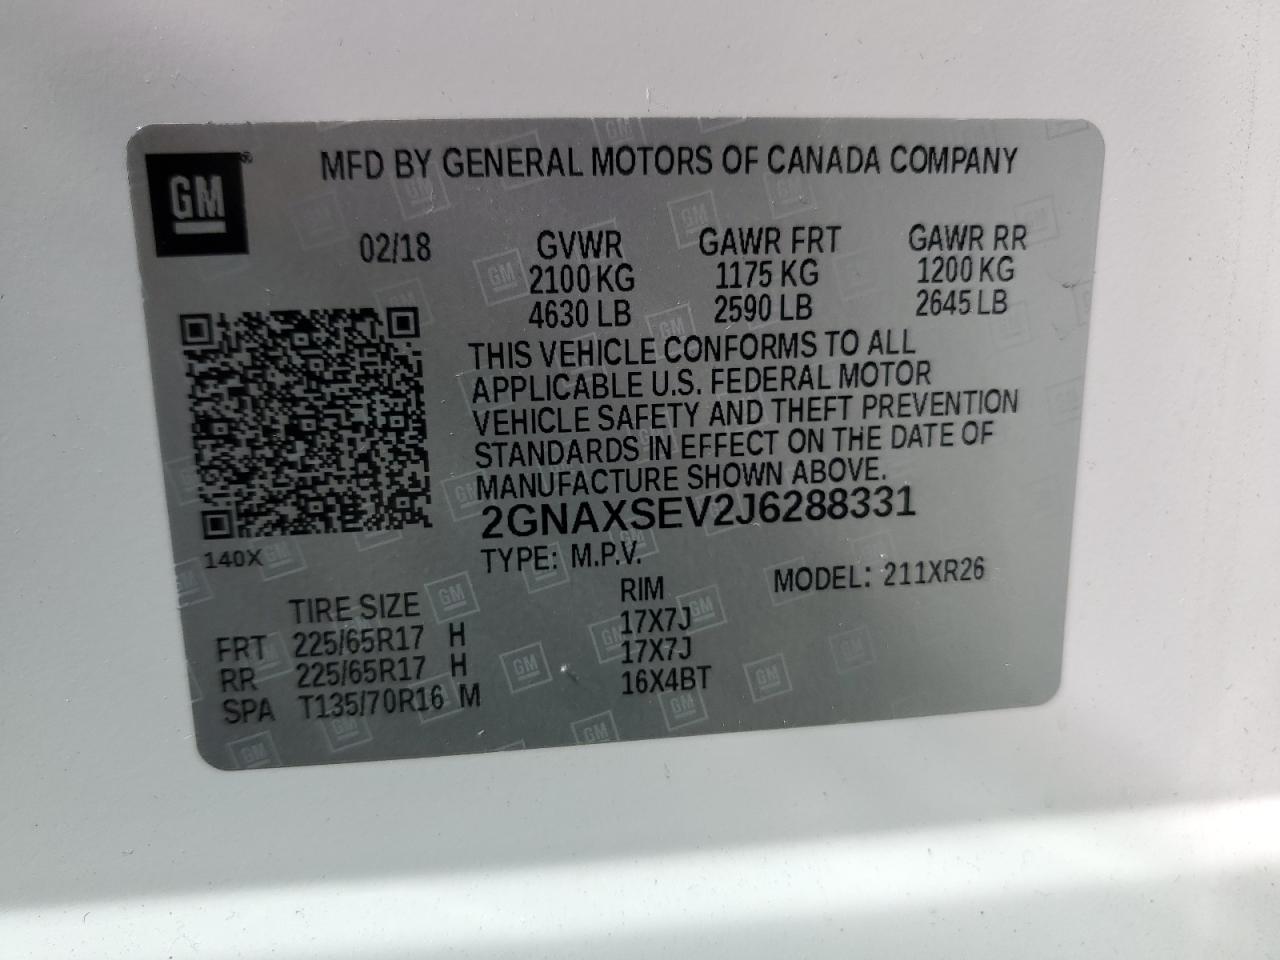 GM®
MFD BY GENERAL MOTORS OF CANADA COMPANY
02/18 GVWR GAWR FRT GAWR RR
2100 KG 1175 KG 1200 KG
4630 LB 2590 LB 2645 LB
THIS VEHICLE CONFORMS TO ALL
APPLICABLE U.S. FEDERAL MOTOR
VEHICLE SAFETY AND THEFT PREVENTION
STANDARDS IN EFFECT ON THE DATE OF
MANUFACTURE SHOWN ABOVE.
2GNAXSEV2J6288331
140X
TYPE: M.P.V. MODEL: 211XR26
TIRE SIZE RIM
FRT 225/65R17 H 17X7J
RR 225/65R17 H 17X7J
SPA T135/70R16 M 16X4BT